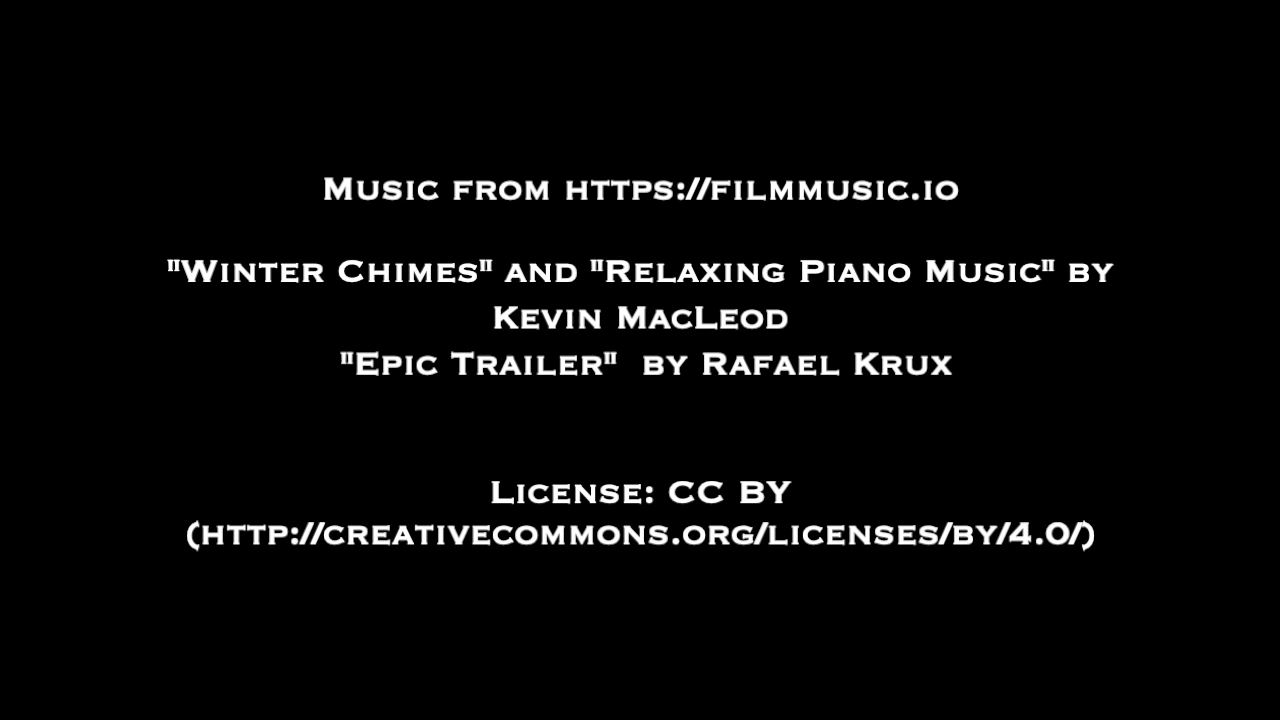 Music from https://filmmusic.io
"Winter Chimes" and "Relaxing Piano Music" by
Kevin MacLeod
"Epic Trailer"  by Rafael Krux
License: CC BY
(http://creativecommons.org/licenses/by/4.0/)